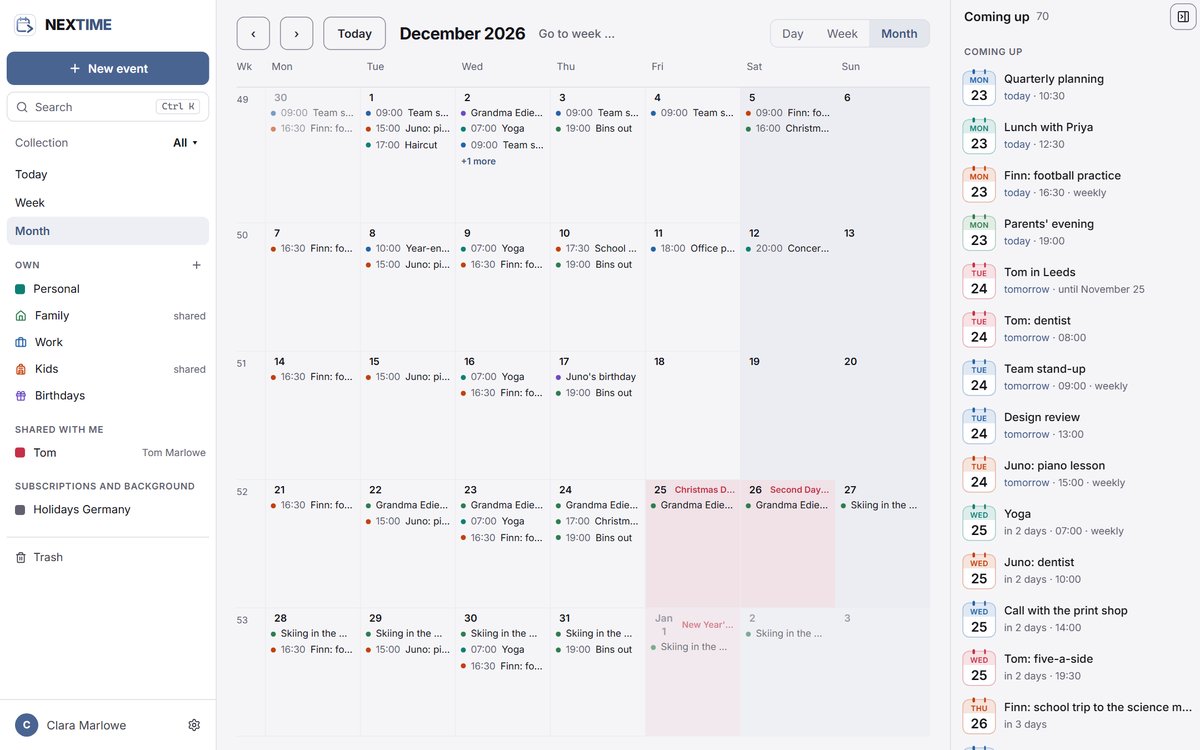 NEXTIME
+ New event
Search Ctrl K
Collection All
Today
Week
Month
OWN +
Personal
Family shared
Work
Kids shared
Birthdays
SHARED WITH ME
Tom Tom Marlowe
SUBSCRIPTIONS AND BACKGROUND
Holidays Germany
Trash
C Clara Marlowe
‹ › Today December 2026 Go to week ... Day Week Month
Wk Mon Tue Wed Thu Fri Sat Sun
49 30 1 2 3 4 5 6
09:00 Team s... 09:00 Team s... Grandma Edie... 09:00 Team s... 09:00 Team s... 09:00 Finn: fo...
16:30 Finn: fo... 15:00 Juno: pi... 07:00 Yoga 19:00 Bins out 16:00 Christm...
17:00 Haircut 09:00 Team s...
+1 more
50 7 8 9 10 11 12 13
16:30 Finn: fo... 10:00 Year-en... 07:00 Yoga 17:30 School ... 18:00 Office p... 20:00 Concer...
15:00 Juno: pi... 16:30 Finn: fo... 19:00 Bins out
51 14 15 16 17 18 19 20
16:30 Finn: fo... 15:00 Juno: pi... 07:00 Yoga Juno's birthday
16:30 Finn: fo... 19:00 Bins out
52 21 22 23 24 25 Christmas D... 26 Second Day... 27
16:30 Finn: fo... Grandma Edie... Grandma Edie... Grandma Edie... Grandma Edie... Grandma Edie... Skiing in the ...
15:00 Juno: pi... 07:00 Yoga 17:00 Christm...
16:30 Finn: fo... 19:00 Bins out
53 28 29 30 31 Jan 1 New Year'... 2 3
Skiing in the ... Skiing in the ... Skiing in the ... Skiing in the ... Skiing in the ... Skiing in the ...
16:30 Finn: fo... 15:00 Juno: pi... 07:00 Yoga 19:00 Bins out
16:30 Finn: fo...
Coming up 70
COMING UP
MON 23 Quarterly planning
today · 10:30
MON 23 Lunch with Priya
today · 12:30
MON 23 Finn: football practice
today · 16:30 · weekly
MON 23 Parents' evening
today · 19:00
TUE 24 Tom in Leeds
tomorrow · until November 25
TUE 24 Tom: dentist
tomorrow · 08:00
TUE 24 Team stand-up
tomorrow · 09:00 · weekly
TUE 24 Design review
tomorrow · 13:00
TUE 24 Juno: piano lesson
tomorrow · 15:00 · weekly
WED 25 Yoga
in 2 days · 07:00 · weekly
WED 25 Juno: dentist
in 2 days · 10:00
WED 25 Call with the print shop
in 2 days · 14:00
WED 25 Tom: five-a-side
in 2 days · 19:30
THU 26 Finn: school trip to the science m...
in 3 days